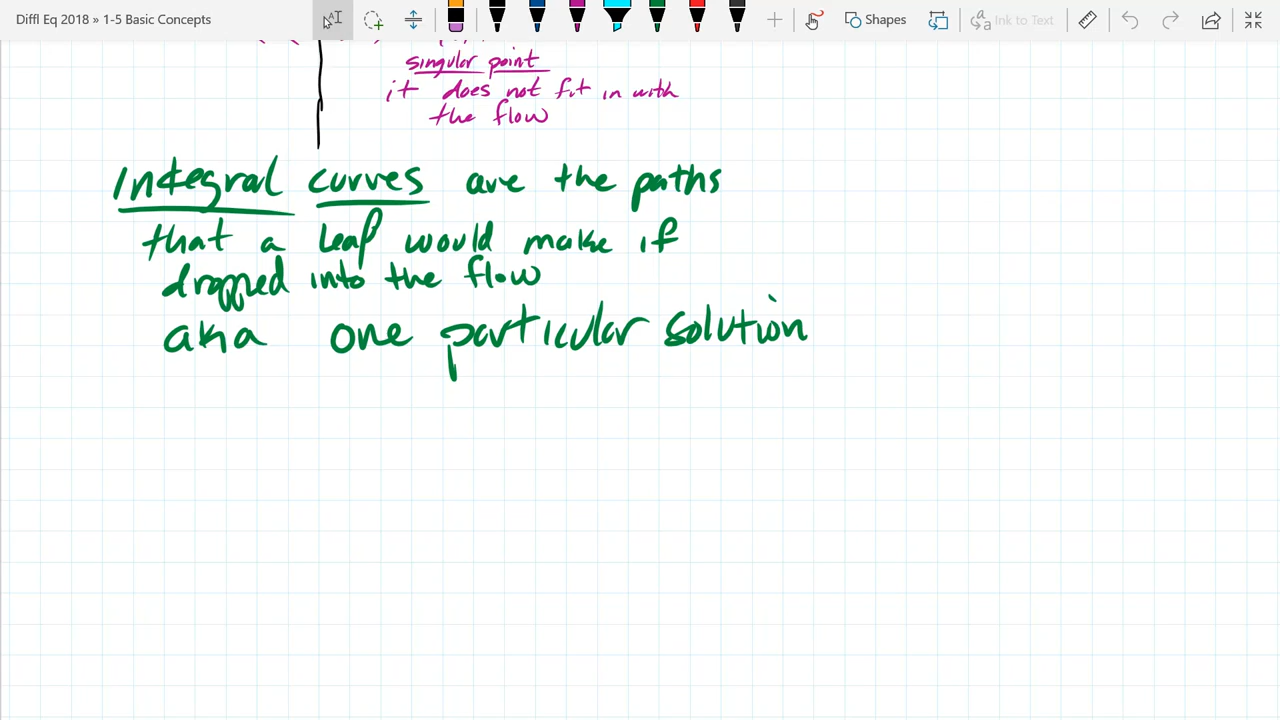 Diffl Eq 2018 » 1-5 Basic Concepts
Shapes
Ink to Text
singular point
it does not fit in with
the flow
Integral curves are the paths
that a leaf would make if
dropped into the flow
aka one particular solution